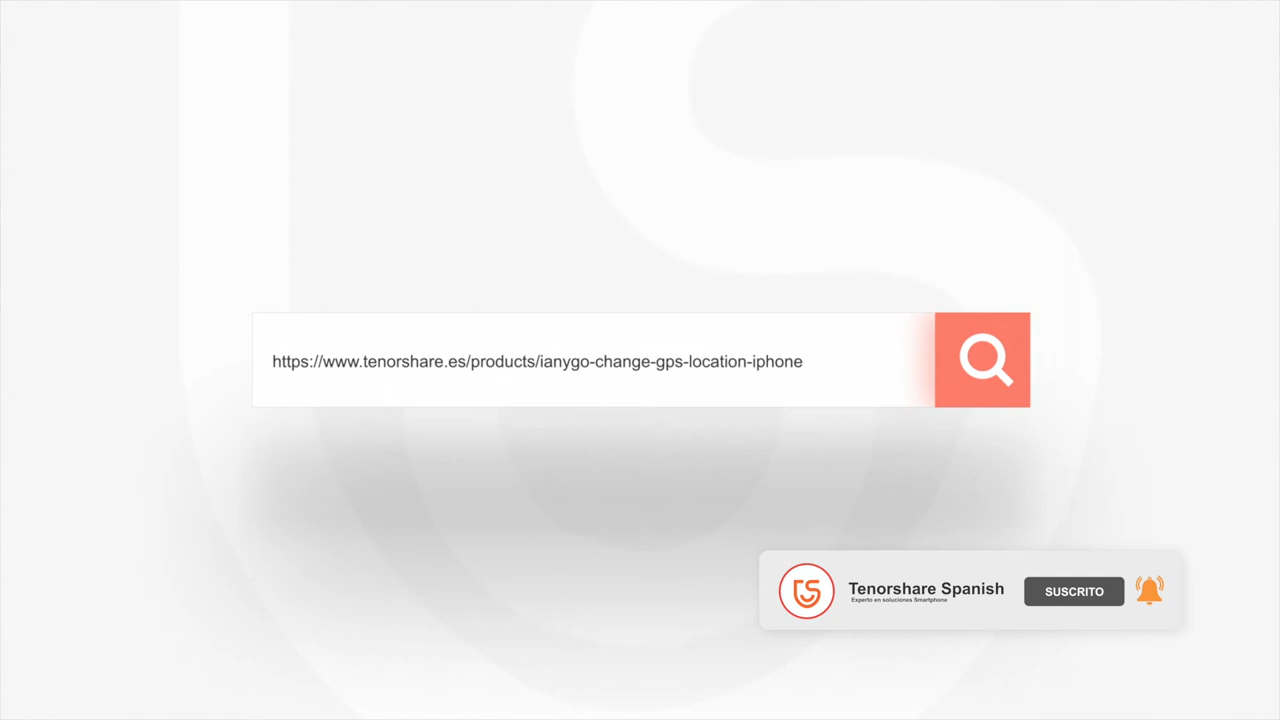 https://www.tenorshare.es/products/ianygo-change-gps-location-iphone
Tenorshare Spanish
Experto en soluciones Smartphone
SUSCRITO